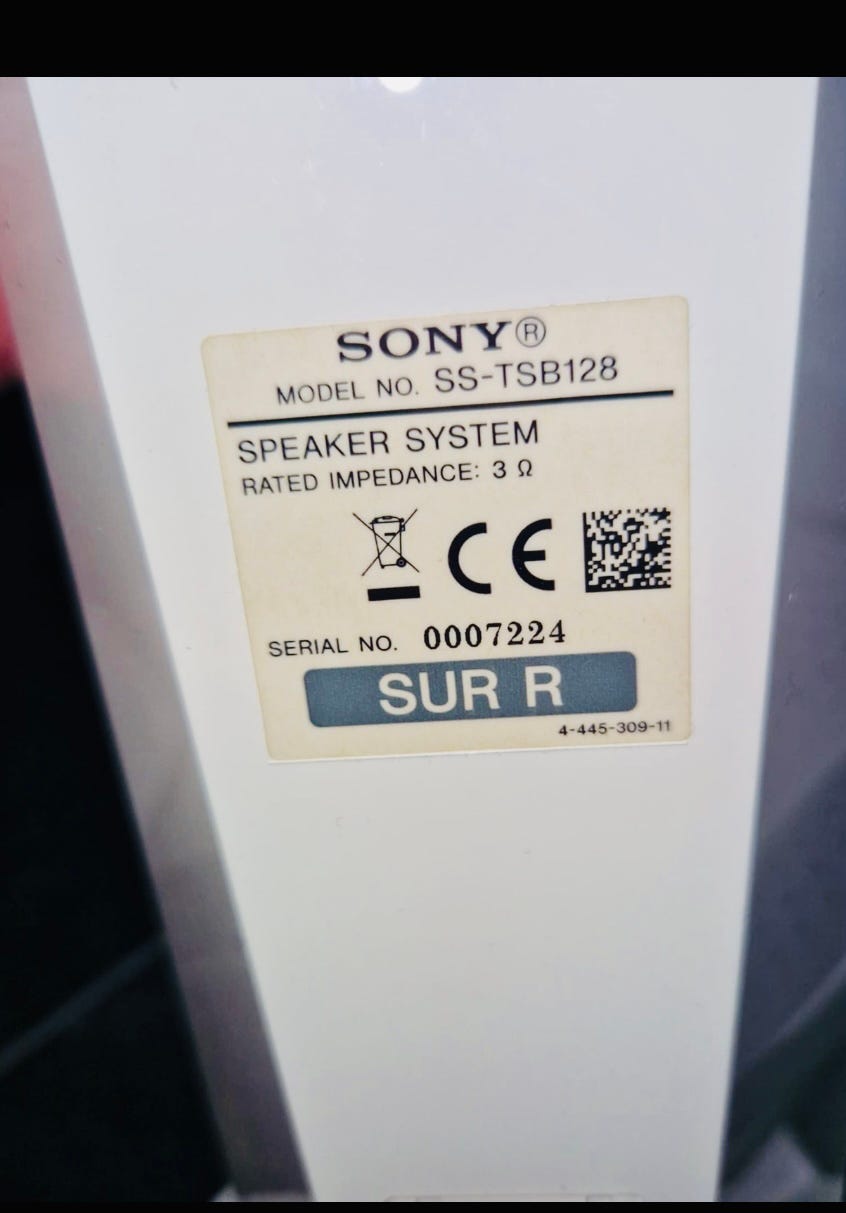 SONY®
MODEL NO. SS-TSB128
SPEAKER SYSTEM
RATED IMPEDANCE: 3 Ω
CE
SERIAL NO. 0007224
SUR R
4-445-309-11